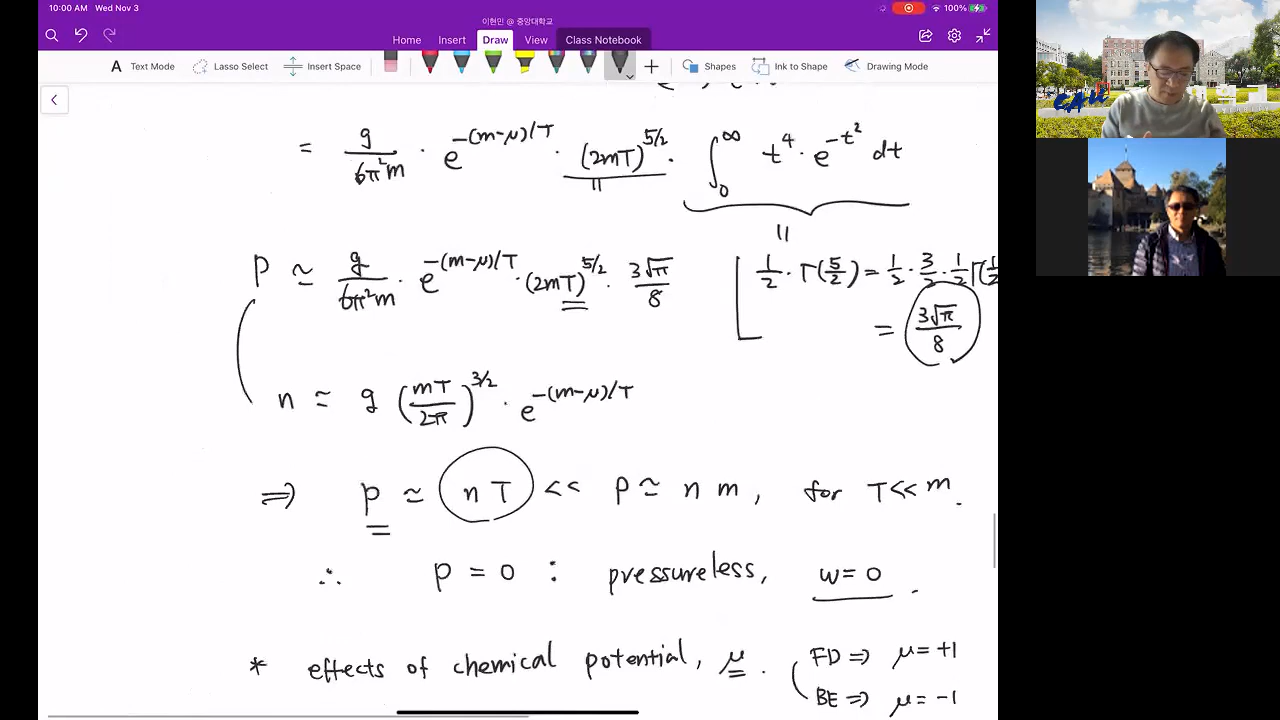 10:00 AM Wed Nov 3
100%
이현민 @ 중앙대학교
Home Insert Draw View Class Notebook
A Text Mode Lasso Select Insert Space Shapes Ink to Shape Drawing Mode
CAU
= g/6π²m · e^{-(m-μ)/T} · (2mT)^{5/2} · ∫₀^∞ t⁴ · e^{-t²} dt
P ≃ g/6π²m · e^{-(m-μ)/T} · (2mT)^{5/2} · 3√π/8
1/2 · Γ(5/2) = 1/2 · 3/2 · 1/2 Γ(1/2
= 3√π/8
n ≃ g (mT/2π)^{3/2} · e^{-(m-μ)/T}
⇒ p ≃ nT << ρ ≃ n m, for T << m.
∴ p = 0 : pressureless, w = 0.
* effects of chemical potential, μ.
FD ⇒ μ = +1
BE ⇒ μ = -1